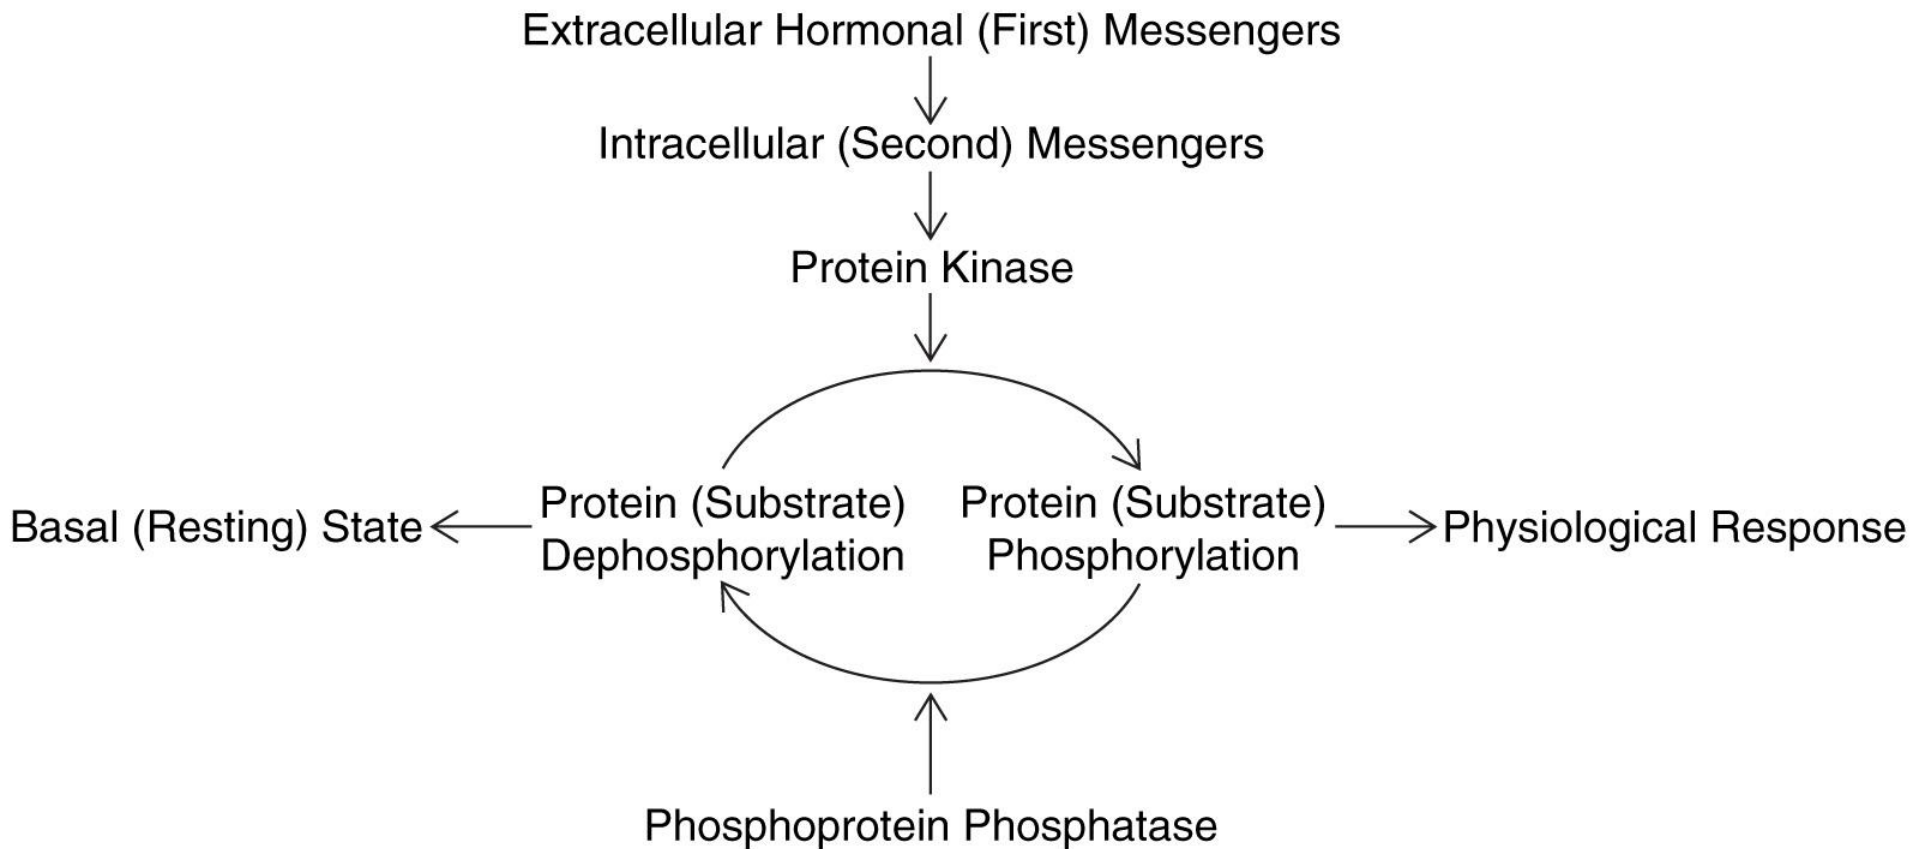 Extracellular Hormonal (First) Messengers
Intracellular (Second) Messengers
Protein Kinase
Basal (Resting) State
Protein (Substrate)
Dephosphorylation
Protein (Substrate)
Phosphorylation
Physiological Response
Phosphoprotein Phosphatase